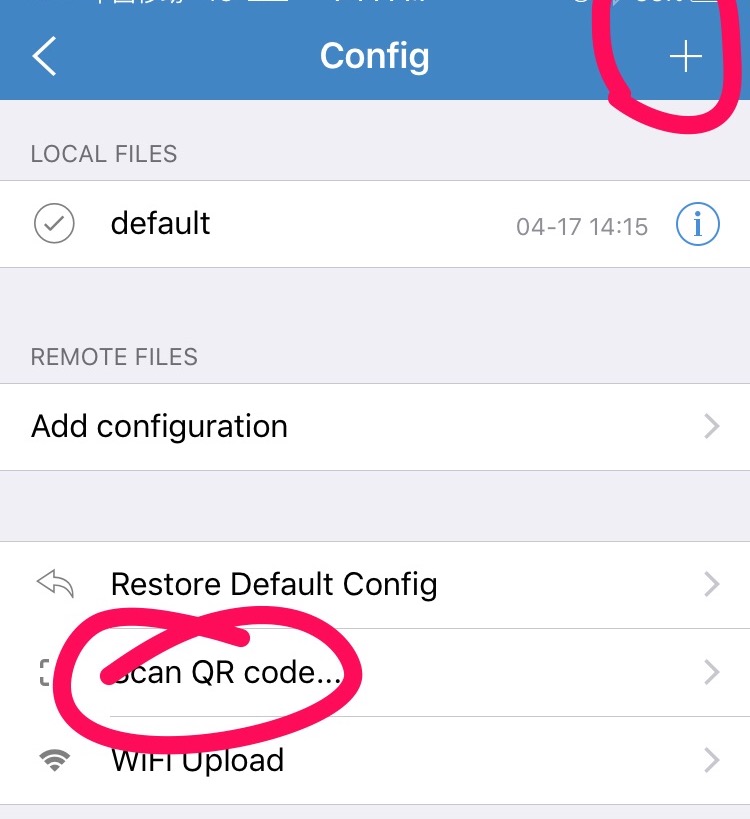 Config
LOCAL FILES
default
04-17 14:15
REMOTE FILES
Add configuration
Restore Default Config
Scan QR code...
WiFi Upload